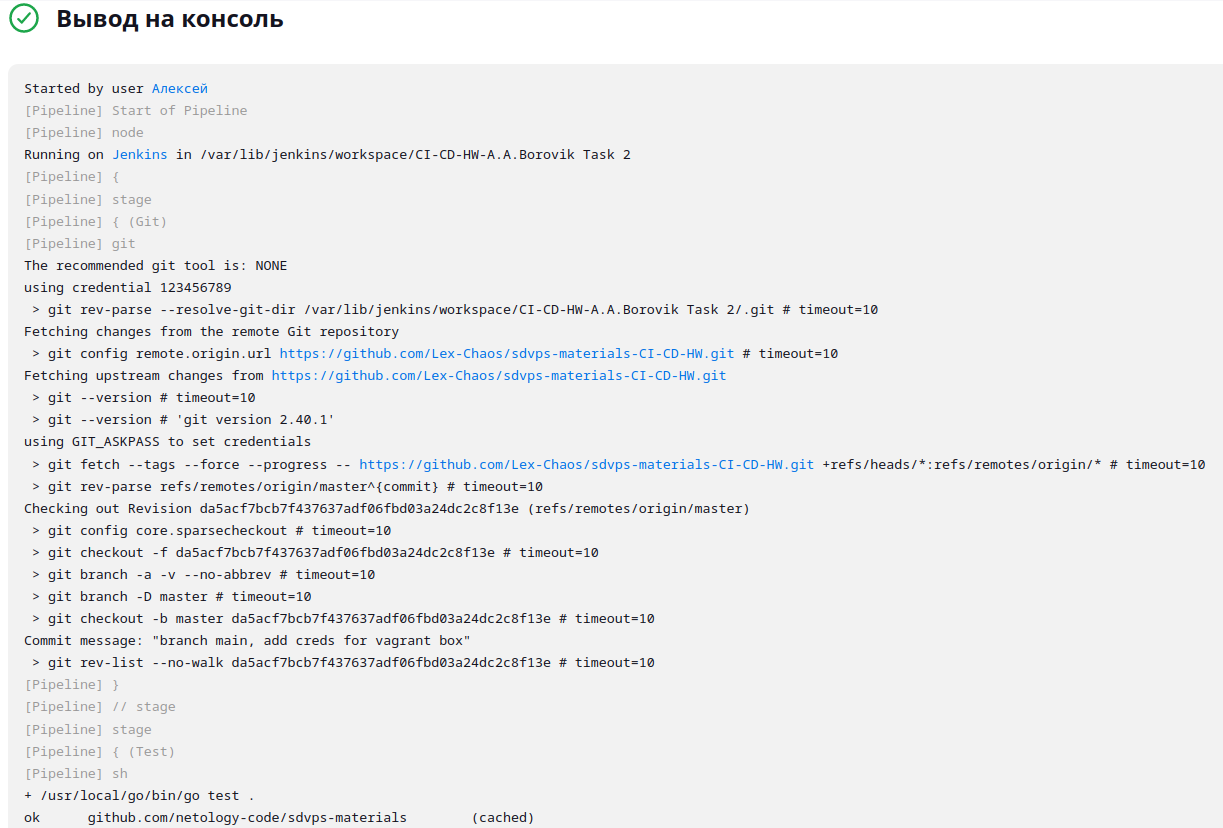 Вывод на консоль
Started by user Алексей
[Pipeline] Start of Pipeline
[Pipeline] node
Running on Jenkins in /var/lib/jenkins/workspace/CI-CD-HW-A.A.Borovik Task 2
[Pipeline] {
[Pipeline] stage
[Pipeline] { (Git)
[Pipeline] git
The recommended git tool is: NONE
using credential 123456789
 > git rev-parse --resolve-git-dir /var/lib/jenkins/workspace/CI-CD-HW-A.A.Borovik Task 2/.git # timeout=10
Fetching changes from the remote Git repository
 > git config remote.origin.url https://github.com/Lex-Chaos/sdvps-materials-CI-CD-HW.git # timeout=10
Fetching upstream changes from https://github.com/Lex-Chaos/sdvps-materials-CI-CD-HW.git
 > git --version # timeout=10
 > git --version # 'git version 2.40.1'
using GIT_ASKPASS to set credentials
 > git fetch --tags --force --progress -- https://github.com/Lex-Chaos/sdvps-materials-CI-CD-HW.git +refs/heads/*:refs/remotes/origin/* # timeout=10
 > git rev-parse refs/remotes/origin/master^{commit} # timeout=10
Checking out Revision da5acf7bcb7f437637adf06fbd03a24dc2c8f13e (refs/remotes/origin/master)
 > git config core.sparsecheckout # timeout=10
 > git checkout -f da5acf7bcb7f437637adf06fbd03a24dc2c8f13e # timeout=10
 > git branch -a -v --no-abbrev # timeout=10
 > git branch -D master # timeout=10
 > git checkout -b master da5acf7bcb7f437637adf06fbd03a24dc2c8f13e # timeout=10
Commit message: "branch main, add creds for vagrant box"
 > git rev-list --no-walk da5acf7bcb7f437637adf06fbd03a24dc2c8f13e # timeout=10
[Pipeline] }
[Pipeline] // stage
[Pipeline] stage
[Pipeline] { (Test)
[Pipeline] sh
+ /usr/local/go/bin/go test .
ok  	github.com/netology-code/sdvps-materials	(cached)